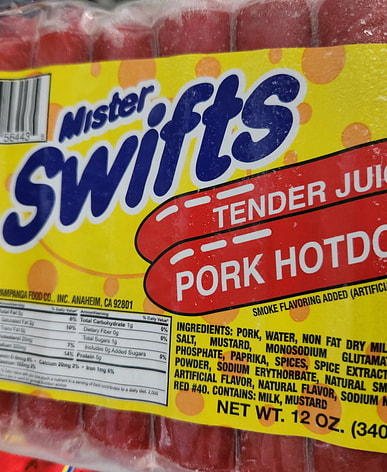 56443
Mister
Swifts
TENDER JUIC
PORK HOTDO
SMOKE FLAVORING ADDED (ARTIFICI
PAMPANGA FOOD CO., INC. ANAHEIM, CA 92801
Total Carbohydrate 1g
Dietary Fiber 0g
Total Sugars 1g
Includes 0g Added Sugars
Protein 5g
INGREDIENTS: PORK, WATER, NON FAT DRY MIL
SALT, MUSTARD, MONOSODIUM GLUTAMA
PHOSPHATE, PAPRIKA, SPICES, SPICE EXTRACT
POWDER, SODIUM ERYTHORBATE, NATURAL SM
ARTIFICIAL FLAVOR, NATURAL FLAVOR, SODIUM N
RED #40. CONTAINS: MILK, MUSTARD
NET WT. 12 OZ. (340